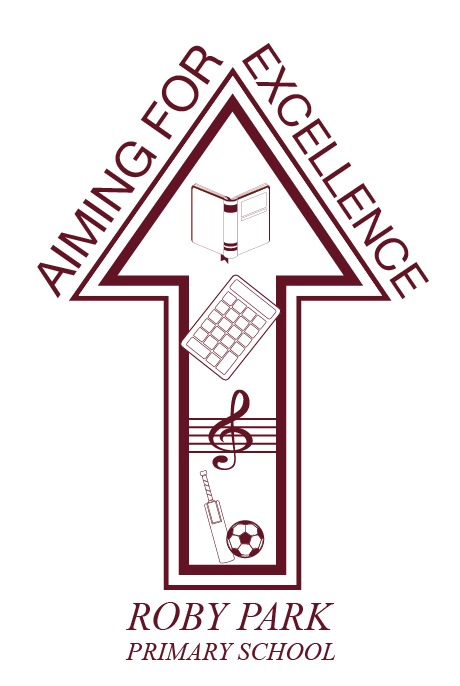 AIMING FOR
EXCELLENCE
ROBY PARK
PRIMARY SCHOOL